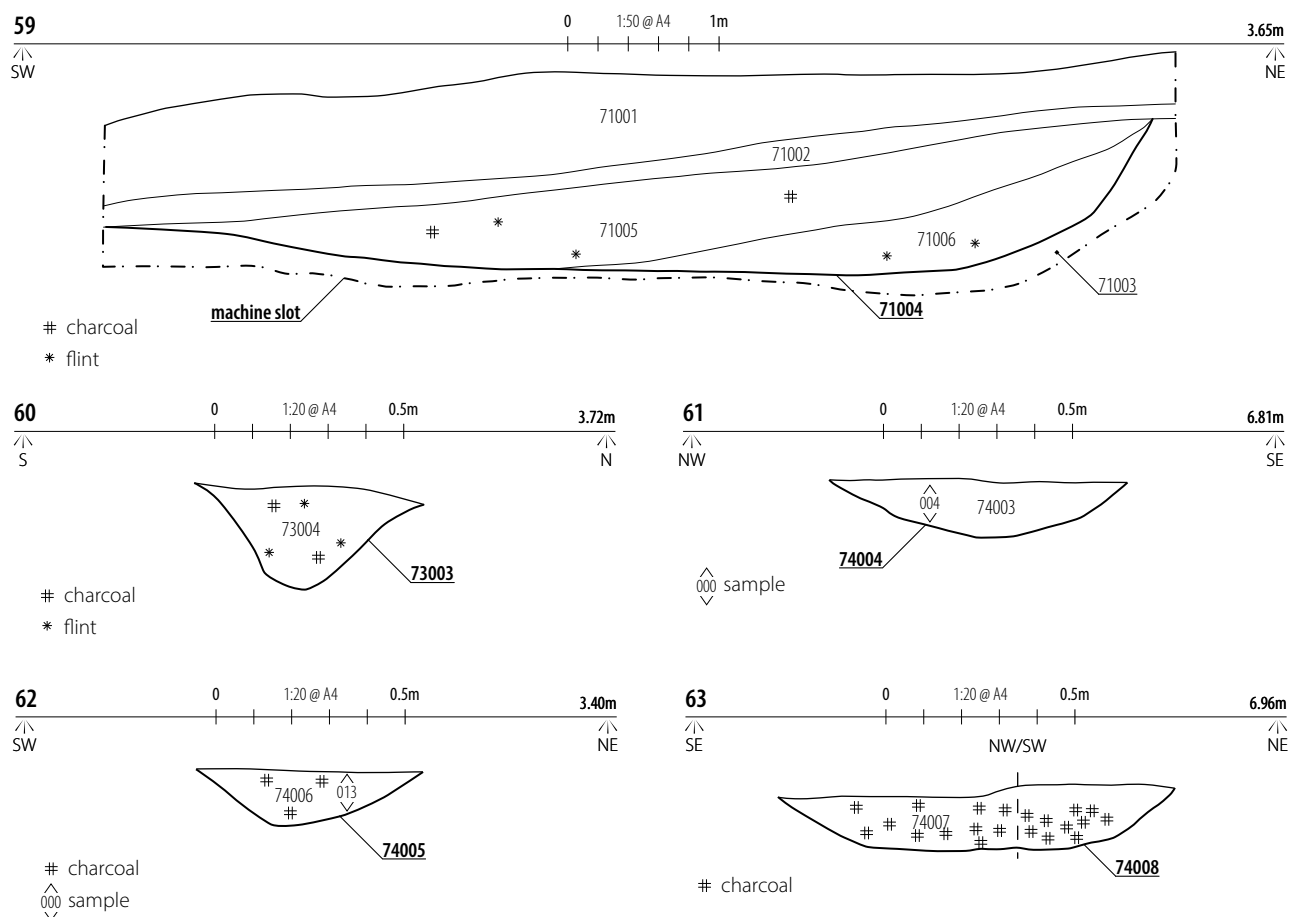 59
0 1:50 @ A4 1m
3.65m
SW
NE
71001
71002
71005
71006
71003
machine slot
71004
charcoal
flint
60
0 1:20 @ A4 0.5m
3.72m
S
N
73004
73003
charcoal
flint
61
0 1:20 @ A4 0.5m
6.81m
NW
SE
004
74003
74004
000 sample
62
0 1:20 @ A4 0.5m
3.40m
SW
NE
74006
013
74005
charcoal
000 sample
63
0 1:20 @ A4 0.5m
6.96m
SE
NW/SW
NE
74007
74008
charcoal